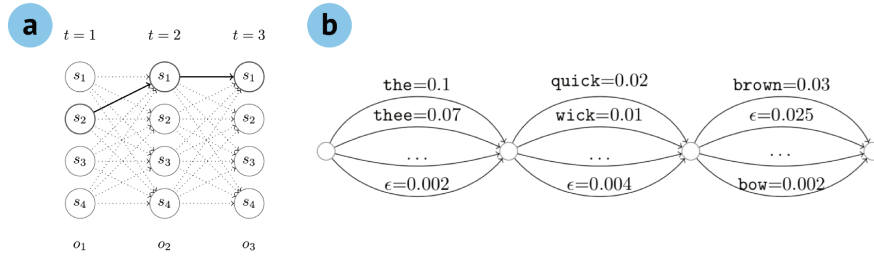 a
t = 1 t = 2 t = 3
s1 s1 s1
s2 s2 s2
s3 s3 s3
s4 s4 s4
o1 o2 o3
b
the=0.1 quick=0.02 brown=0.03
thee=0.07 wick=0.01 ϵ=0.025
... ... ...
ϵ=0.002 ϵ=0.004 bow=0.002